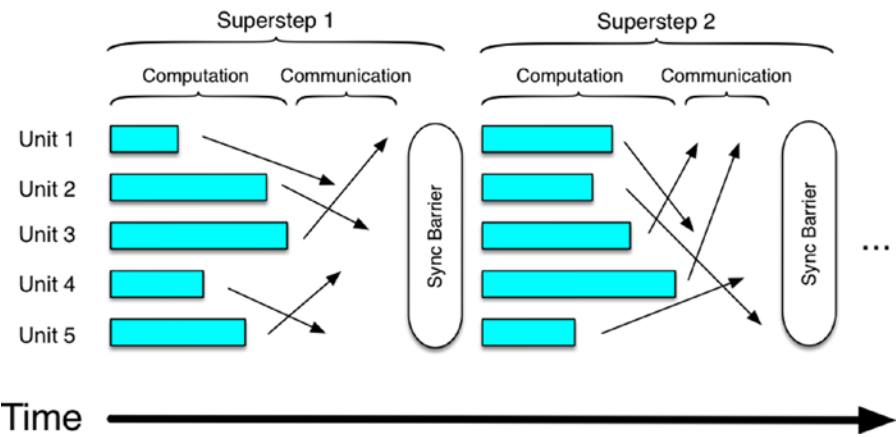 Superstep 1
Superstep 2
Computation
Communication
Computation
Communication
Unit 1
Unit 2
Unit 3
Unit 4
Unit 5
Sync Barrier
Sync Barrier
...
Time